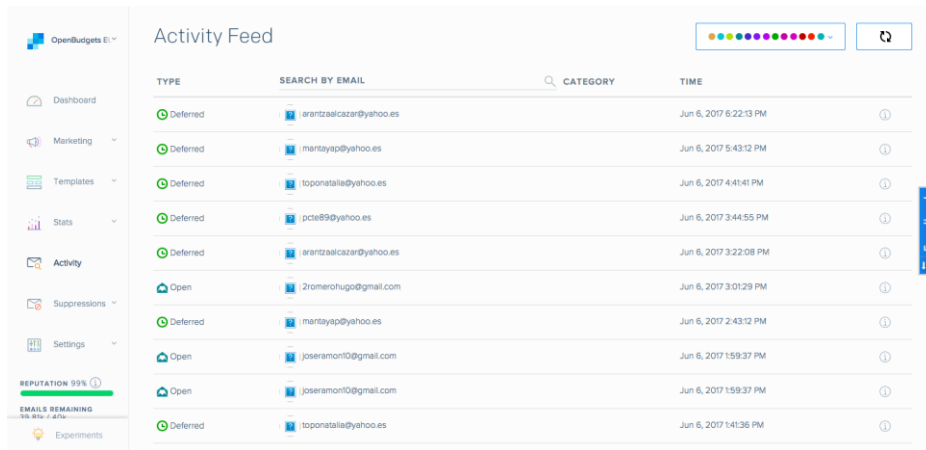 OpenBudgets E
Activity Feed
TYPE SEARCH BY EMAIL CATEGORY TIME
Dashboard
Marketing
Templates
Stats
Activity
Suppressions
Settings
REPUTATION 99%
EMAILS REMAINING
39.81k / 40k
Experiments
Deferred arantzaalcazar@yahoo.es Jun 6, 2017 6:22:13 PM
Deferred mantayap@yahoo.es Jun 6, 2017 5:43:12 PM
Deferred toponatalia@yahoo.es Jun 6, 2017 4:41:41 PM
Deferred pcte89@yahoo.es Jun 6, 2017 3:44:55 PM
Deferred arantzaalcazar@yahoo.es Jun 6, 2017 3:22:08 PM
Open 2romerohugo@gmail.com Jun 6, 2017 3:01:29 PM
Deferred mantayap@yahoo.es Jun 6, 2017 2:43:12 PM
Open joseramon10@gmail.com Jun 6, 2017 1:59:37 PM
Open joseramon10@gmail.com Jun 6, 2017 1:59:37 PM
Deferred toponatalia@yahoo.es Jun 6, 2017 1:41:36 PM